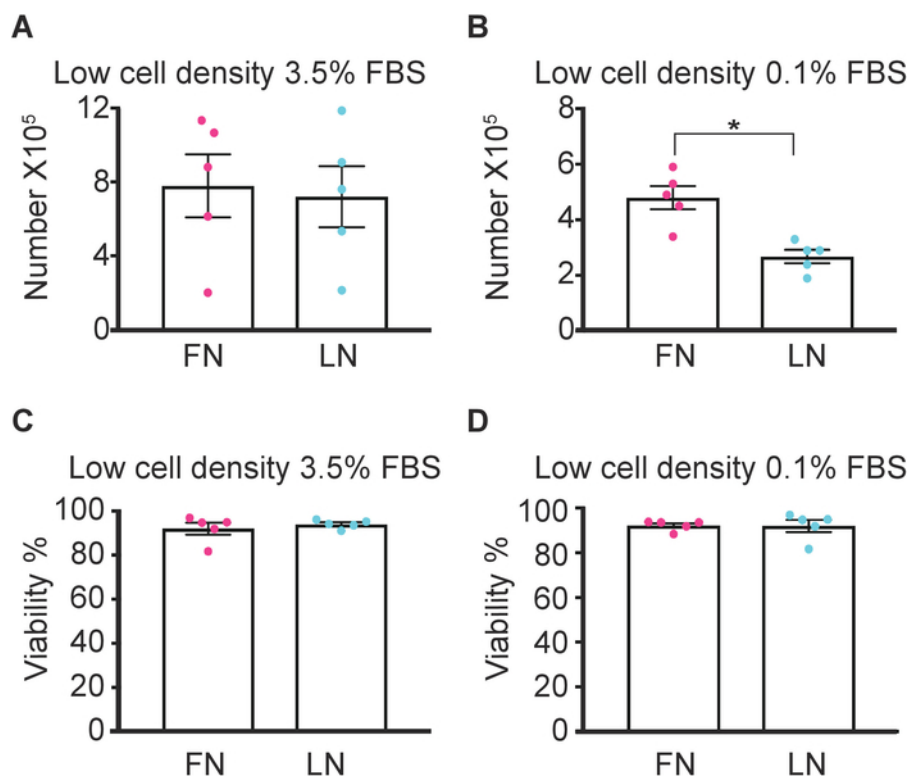 A
Low cell density 3.5% FBS
Number X10⁵
12
8
4
0
FN LN
B
Low cell density 0.1% FBS
Number X10⁵
8
6
4
2
0
*
FN LN
C
Low cell density 3.5% FBS
Viability %
100
80
60
40
20
0
FN LN
D
Low cell density 0.1% FBS
Viability %
100
80
60
40
20
0
FN LN